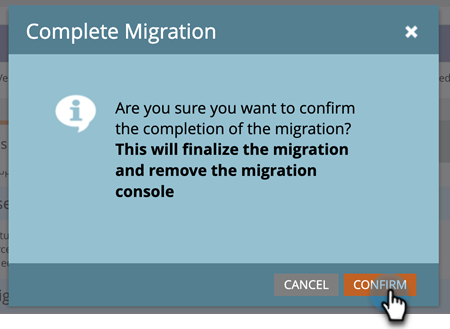 Complete Migration
Are you sure you want to confirm
the completion of the migration?
This will finalize the migration
and remove the migration
console
CANCEL
CONFIRM